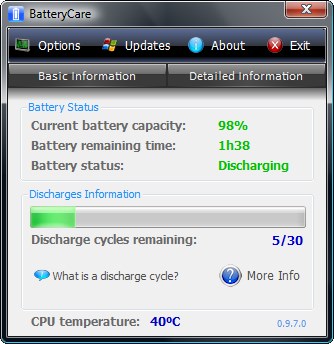 BatteryCare
Options Updates About Exit
Basic Information Detailed Information
Battery Status
Current battery capacity: 98%
Battery remaining time: 1h38
Battery status: Discharging
Discharges Information
Discharge cycles remaining: 5/30
What is a discharge cycle? More Info
CPU temperature: 40ºC 0.9.7.0